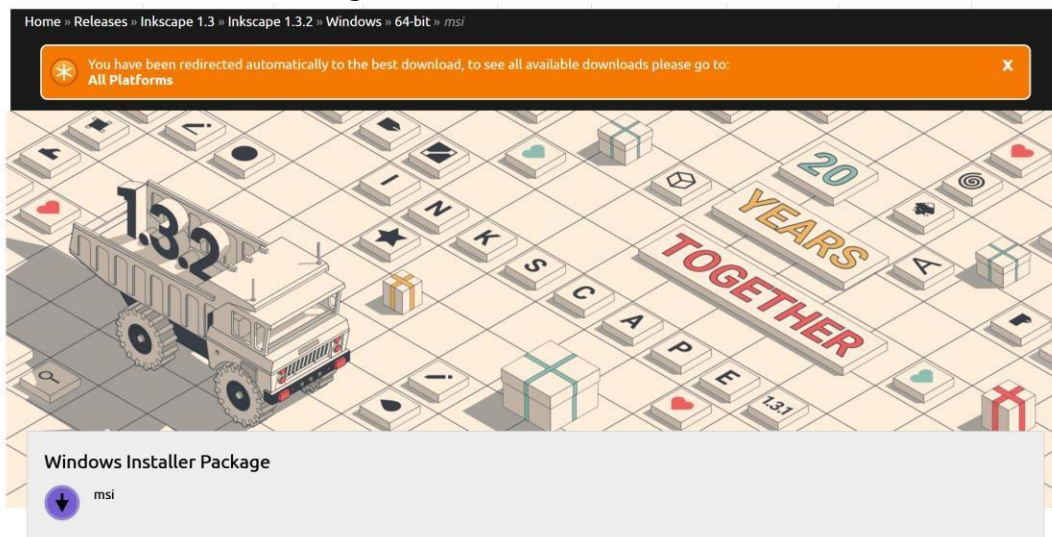 Home » Releases » Inkscape 1.3 » Inkscape 1.3.2 » Windows » 64-bit » msi
You have been redirected automatically to the best download, to see all available downloads please go to:
All Platforms
X
1.3.2
INKSCAPE
1.3.1
20
YEARS
TOGETHER
A
Windows Installer Package
msi